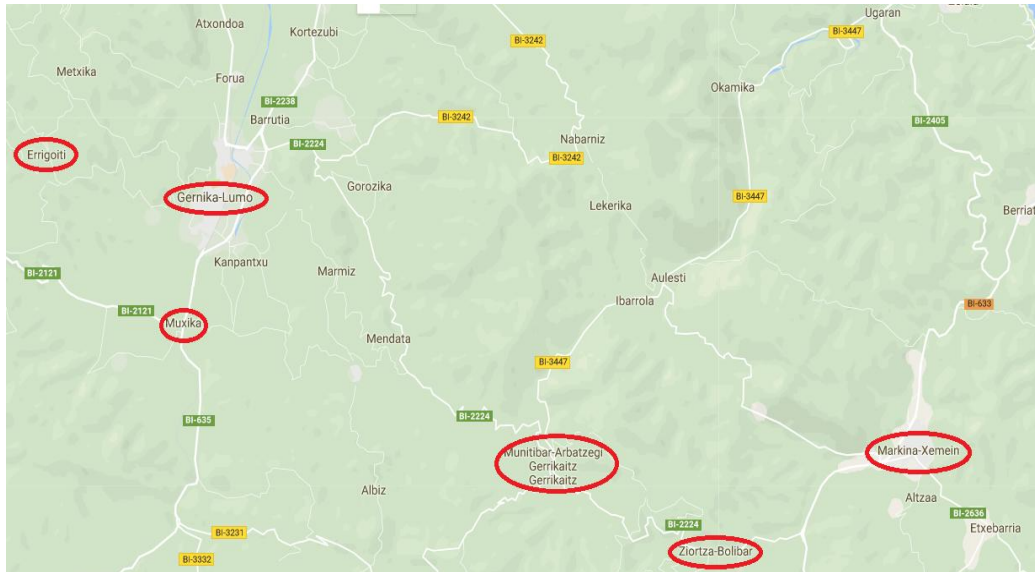 Atxondoa
Kortezubi
Ugaran
BI-3447
BI-3242
Metxika
Forua
Okamika
BI-2238
BI-3242
Barrutia
BI-2405
BI-2224
Nabarniz
Errigoiti
BI-3242
Gorozika
Gernika-Lumo
BI-3447
Lekerika
Berriat
Kanpantxu
BI-2121
Marmiz
Aulesti
Ibarrola
BI-633
BI-2121
Muxika
Mendata
BI-3447
BI-2224
BI-635
Munitibar-Arbatzegi
Gerrikaitz
Gerrikaitz
Markina-Xemein
Albiz
Altzaa
BI-2636
BI-2224
Etxebarria
BI-3231
Ziortza-Bolibar
BI-3332